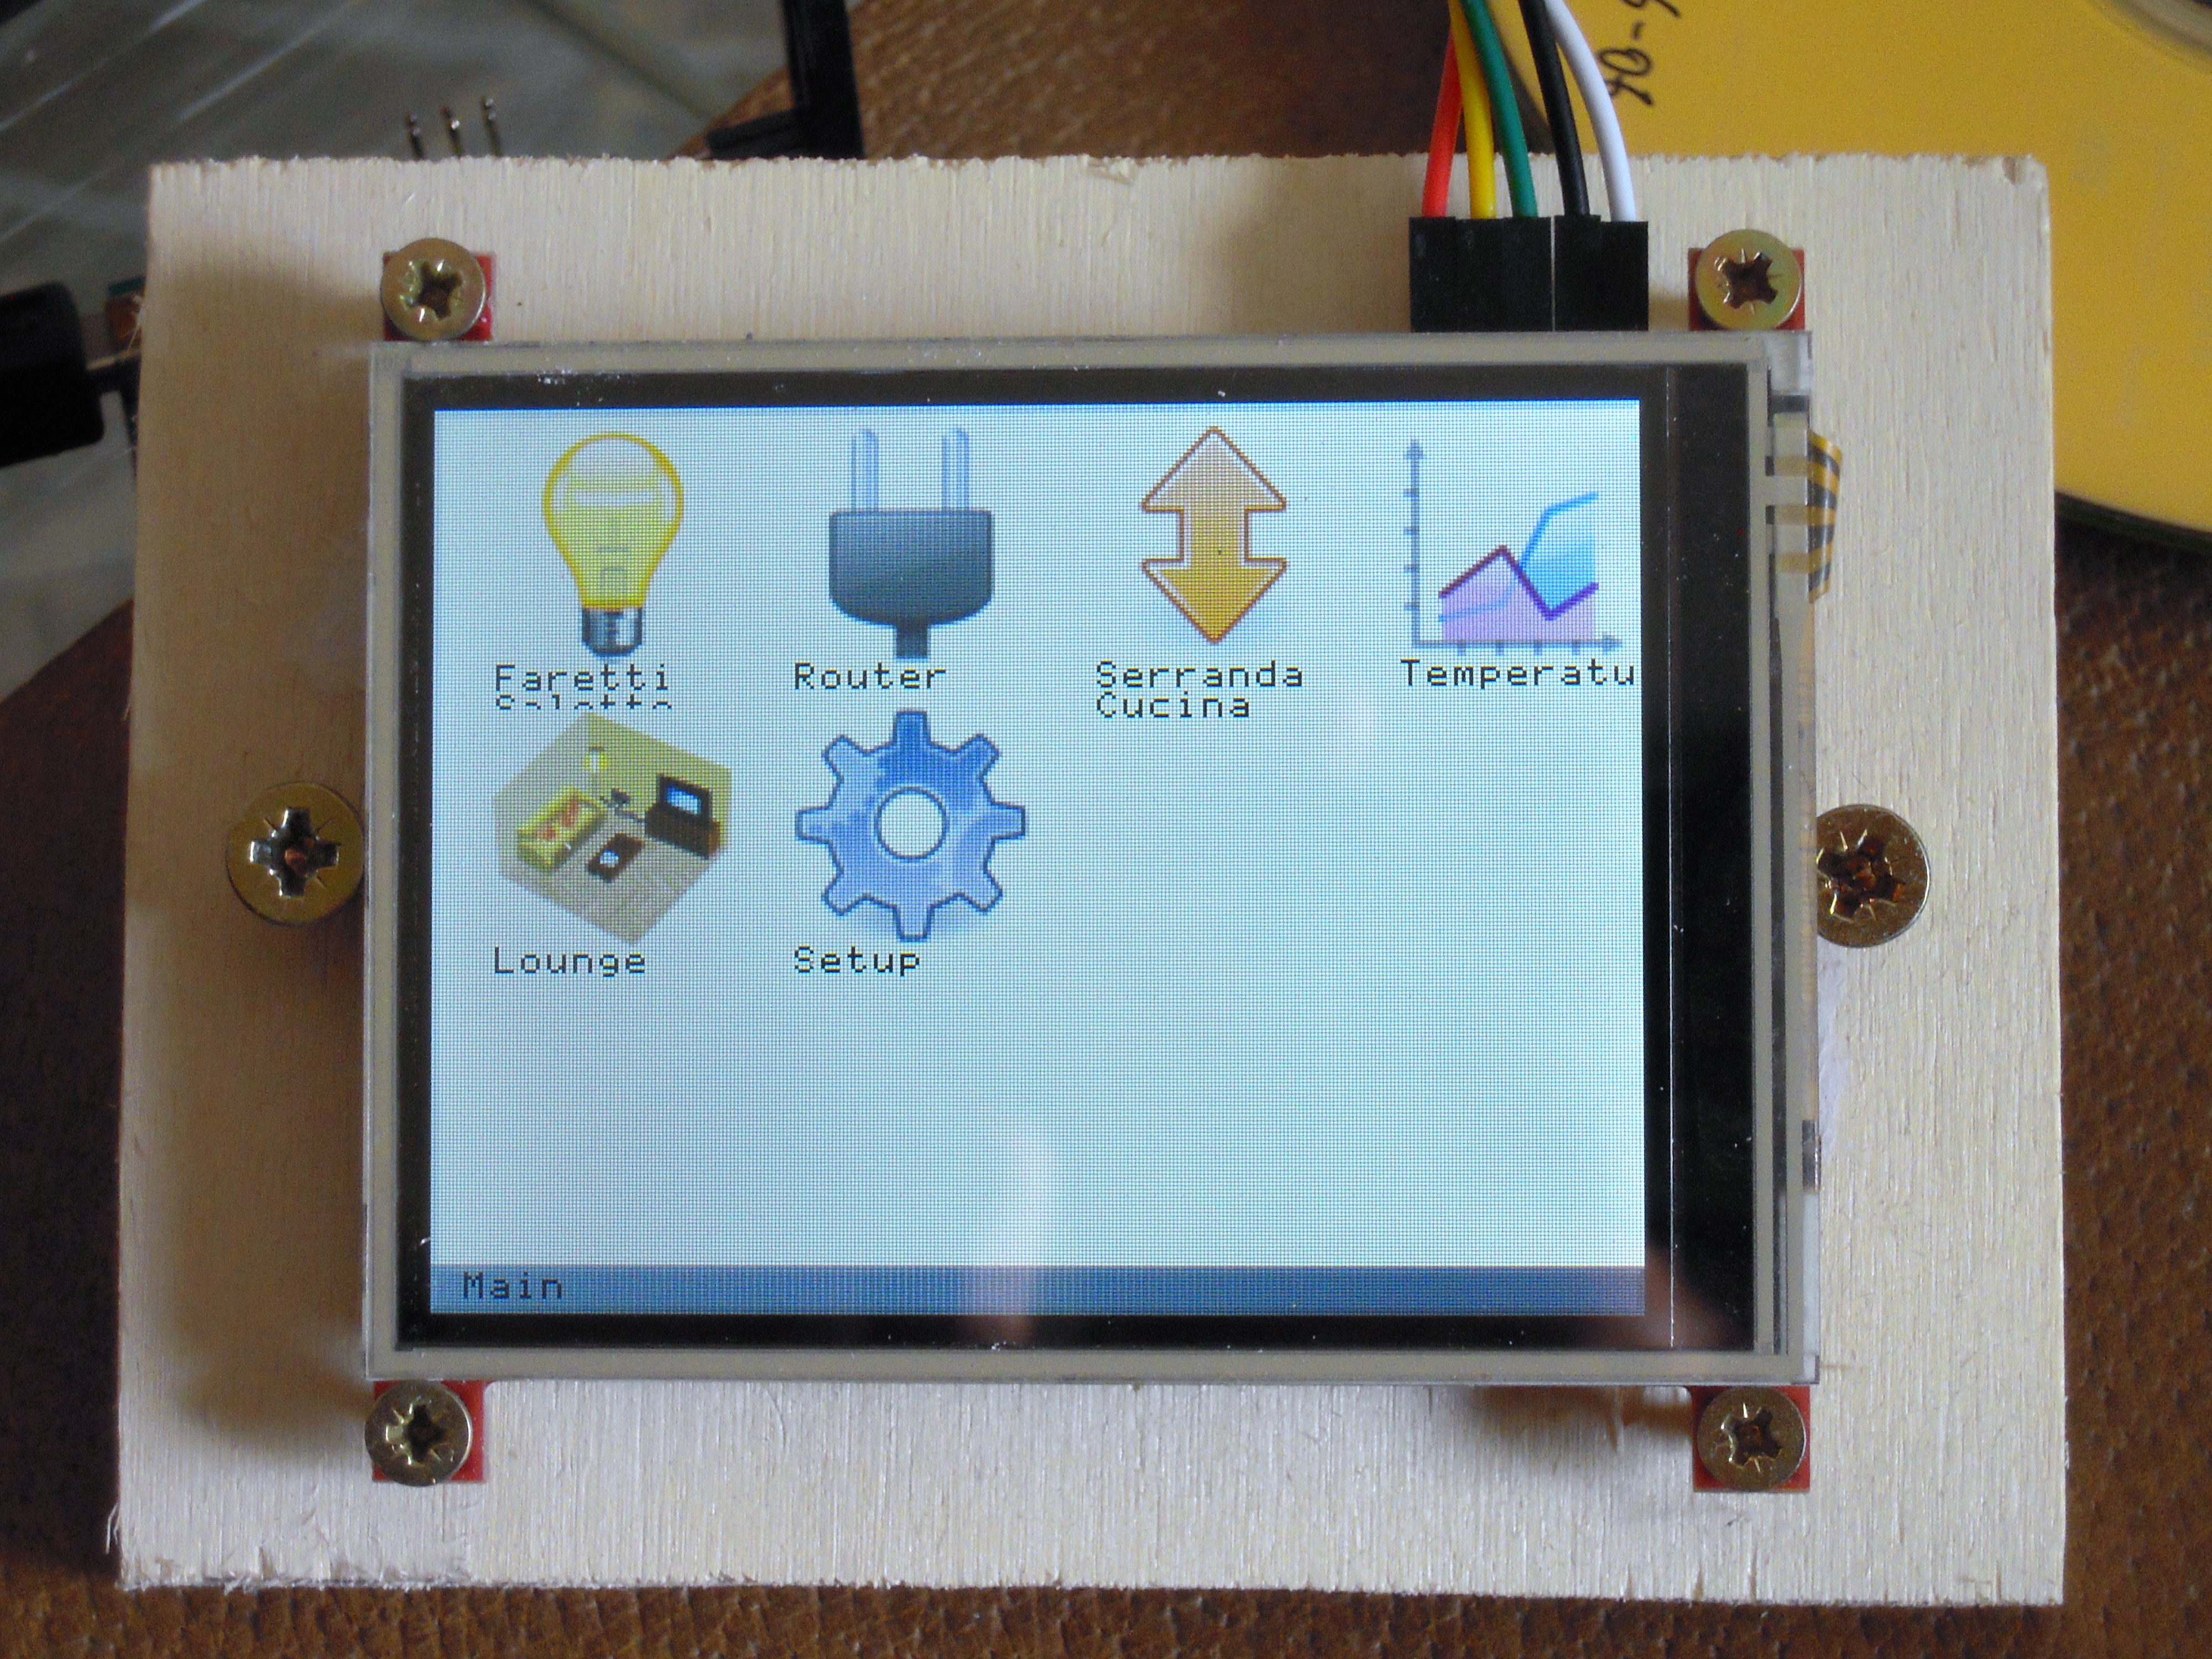 Faretti
Router
Serranda
Cucina
Temperatu
Lounge
Setup
Main